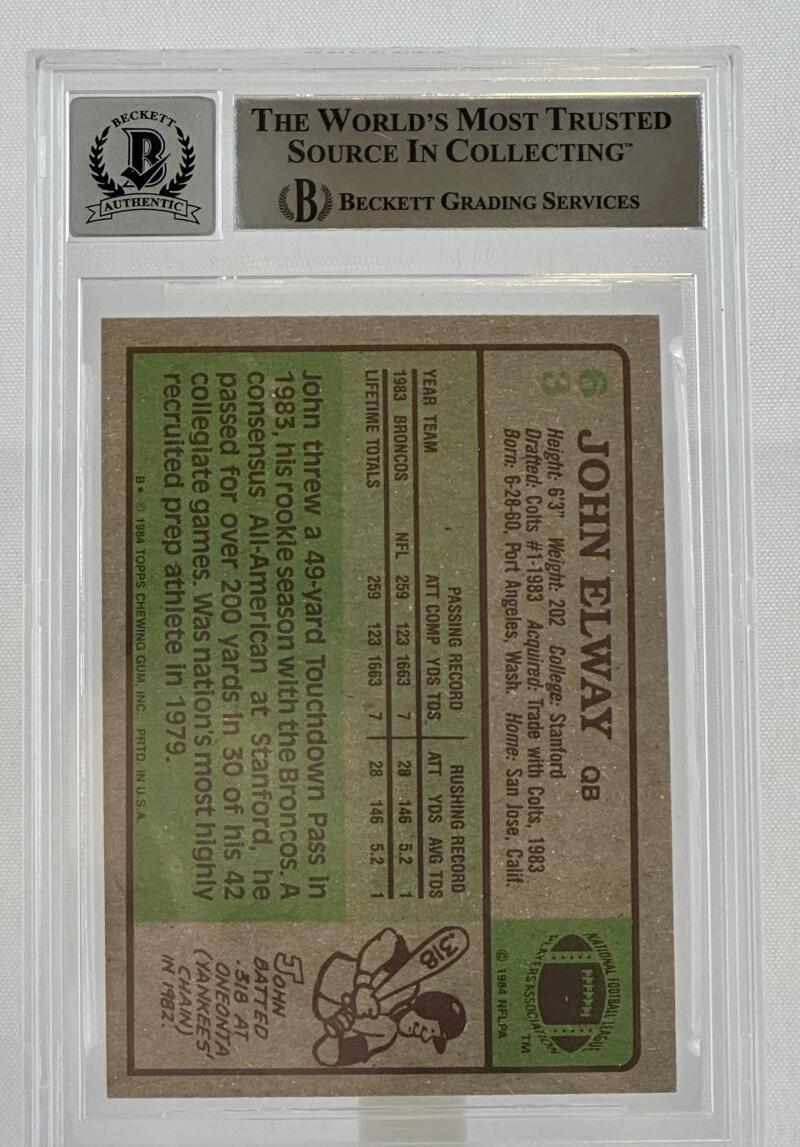 BECKETT
B
AUTHENTIC
THE WORLD'S MOST TRUSTED
SOURCE IN COLLECTING™
B BECKETT GRADING SERVICES
63
JOHN ELWAY QB
Height: 6'3" Weight: 202 College: Stanford
Drafted: Colts #1-1983 Acquired: Trade with Colts, 1983
Born: 6-28-60, Port Angeles, Wash. Home: San Jose, Calif.
NATIONAL FOOTBALL LEAGUE
PLAYERS ASSOCIATION
TM
© 1984 NFLPA
PASSING RECORD RUSHING RECORD
YEAR TEAM ATT COMP YDS TDS ATT YDS AVG TDS
1983 BRONCOS NFL 259 123 1663 7 28 146 5.2 1
LIFETIME TOTALS 259 123 1663 7 28 146 5.2 1
John threw a 49-yard Touchdown Pass in
1983, his rookie season with the Broncos. A
consensus All-American at Stanford, he
passed for over 200 yards in 30 of his 42
collegiate games. Was nation's most highly
recruited prep athlete in 1979.
B* © 1984 TOPPS CHEWING GUM, INC. PRTD. IN U.S.A.
318
JOHN
BATTED
.318 AT
ONEONTA
(YANKEES'
CHAIN)
IN 1982.